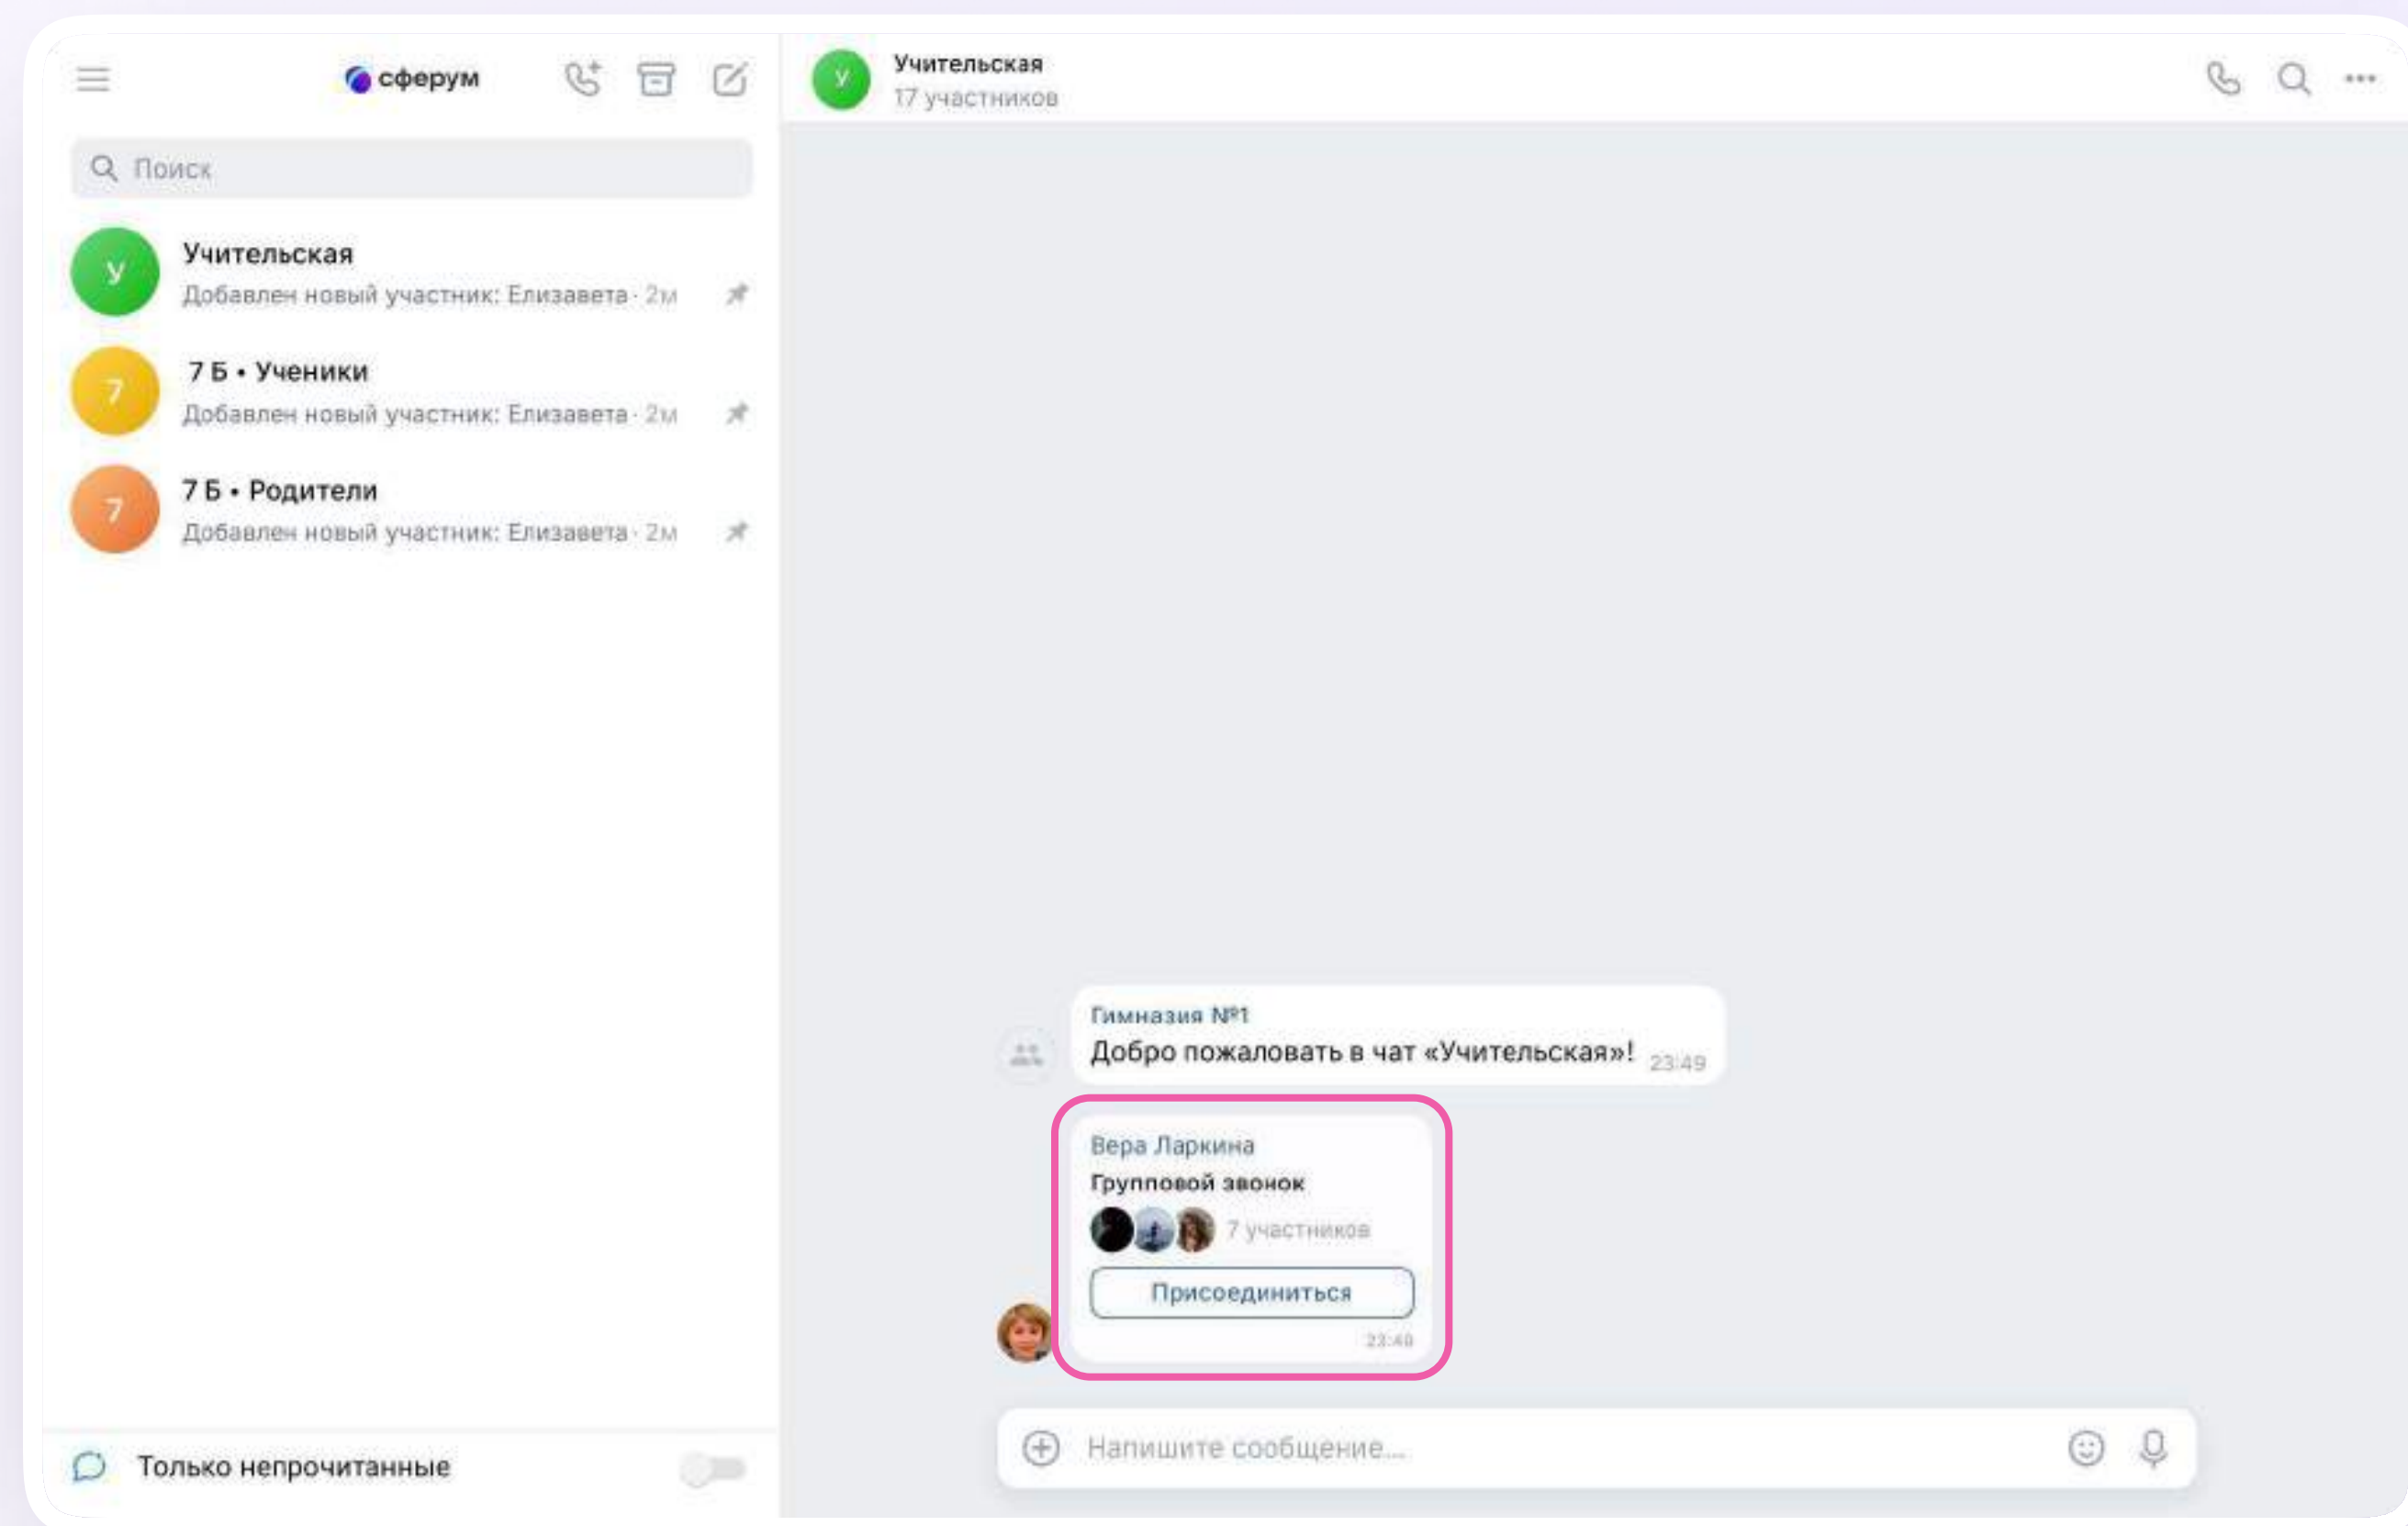 сферум
Поиск
У
Учительская
Добавлен новый участник: Елизавета · 2м
7
7 Б • Ученики
Добавлен новый участник: Елизавета · 2м
7
7 Б • Родители
Добавлен новый участник: Елизавета · 2м
Только непрочитанные
У
Учительская
17 участников
Гимназия №1
Добро пожаловать в чат «Учительская»! 23:49
Вера Ларкина
Групповой звонок
7 участников
Присоединиться
Напишите сообщение...